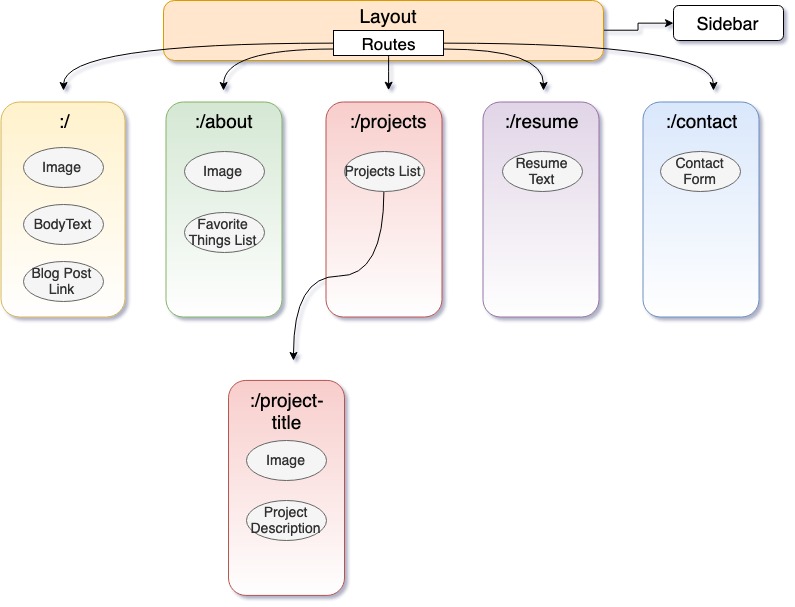 Layout
Routes
Sidebar
:/
Image
BodyText
Blog Post
Link
:/about
Image
Favorite
Things List
:/projects
Projects List
:/resume
Resume
Text
:/contact
Contact
Form
:/project-
title
Image
Project
Description